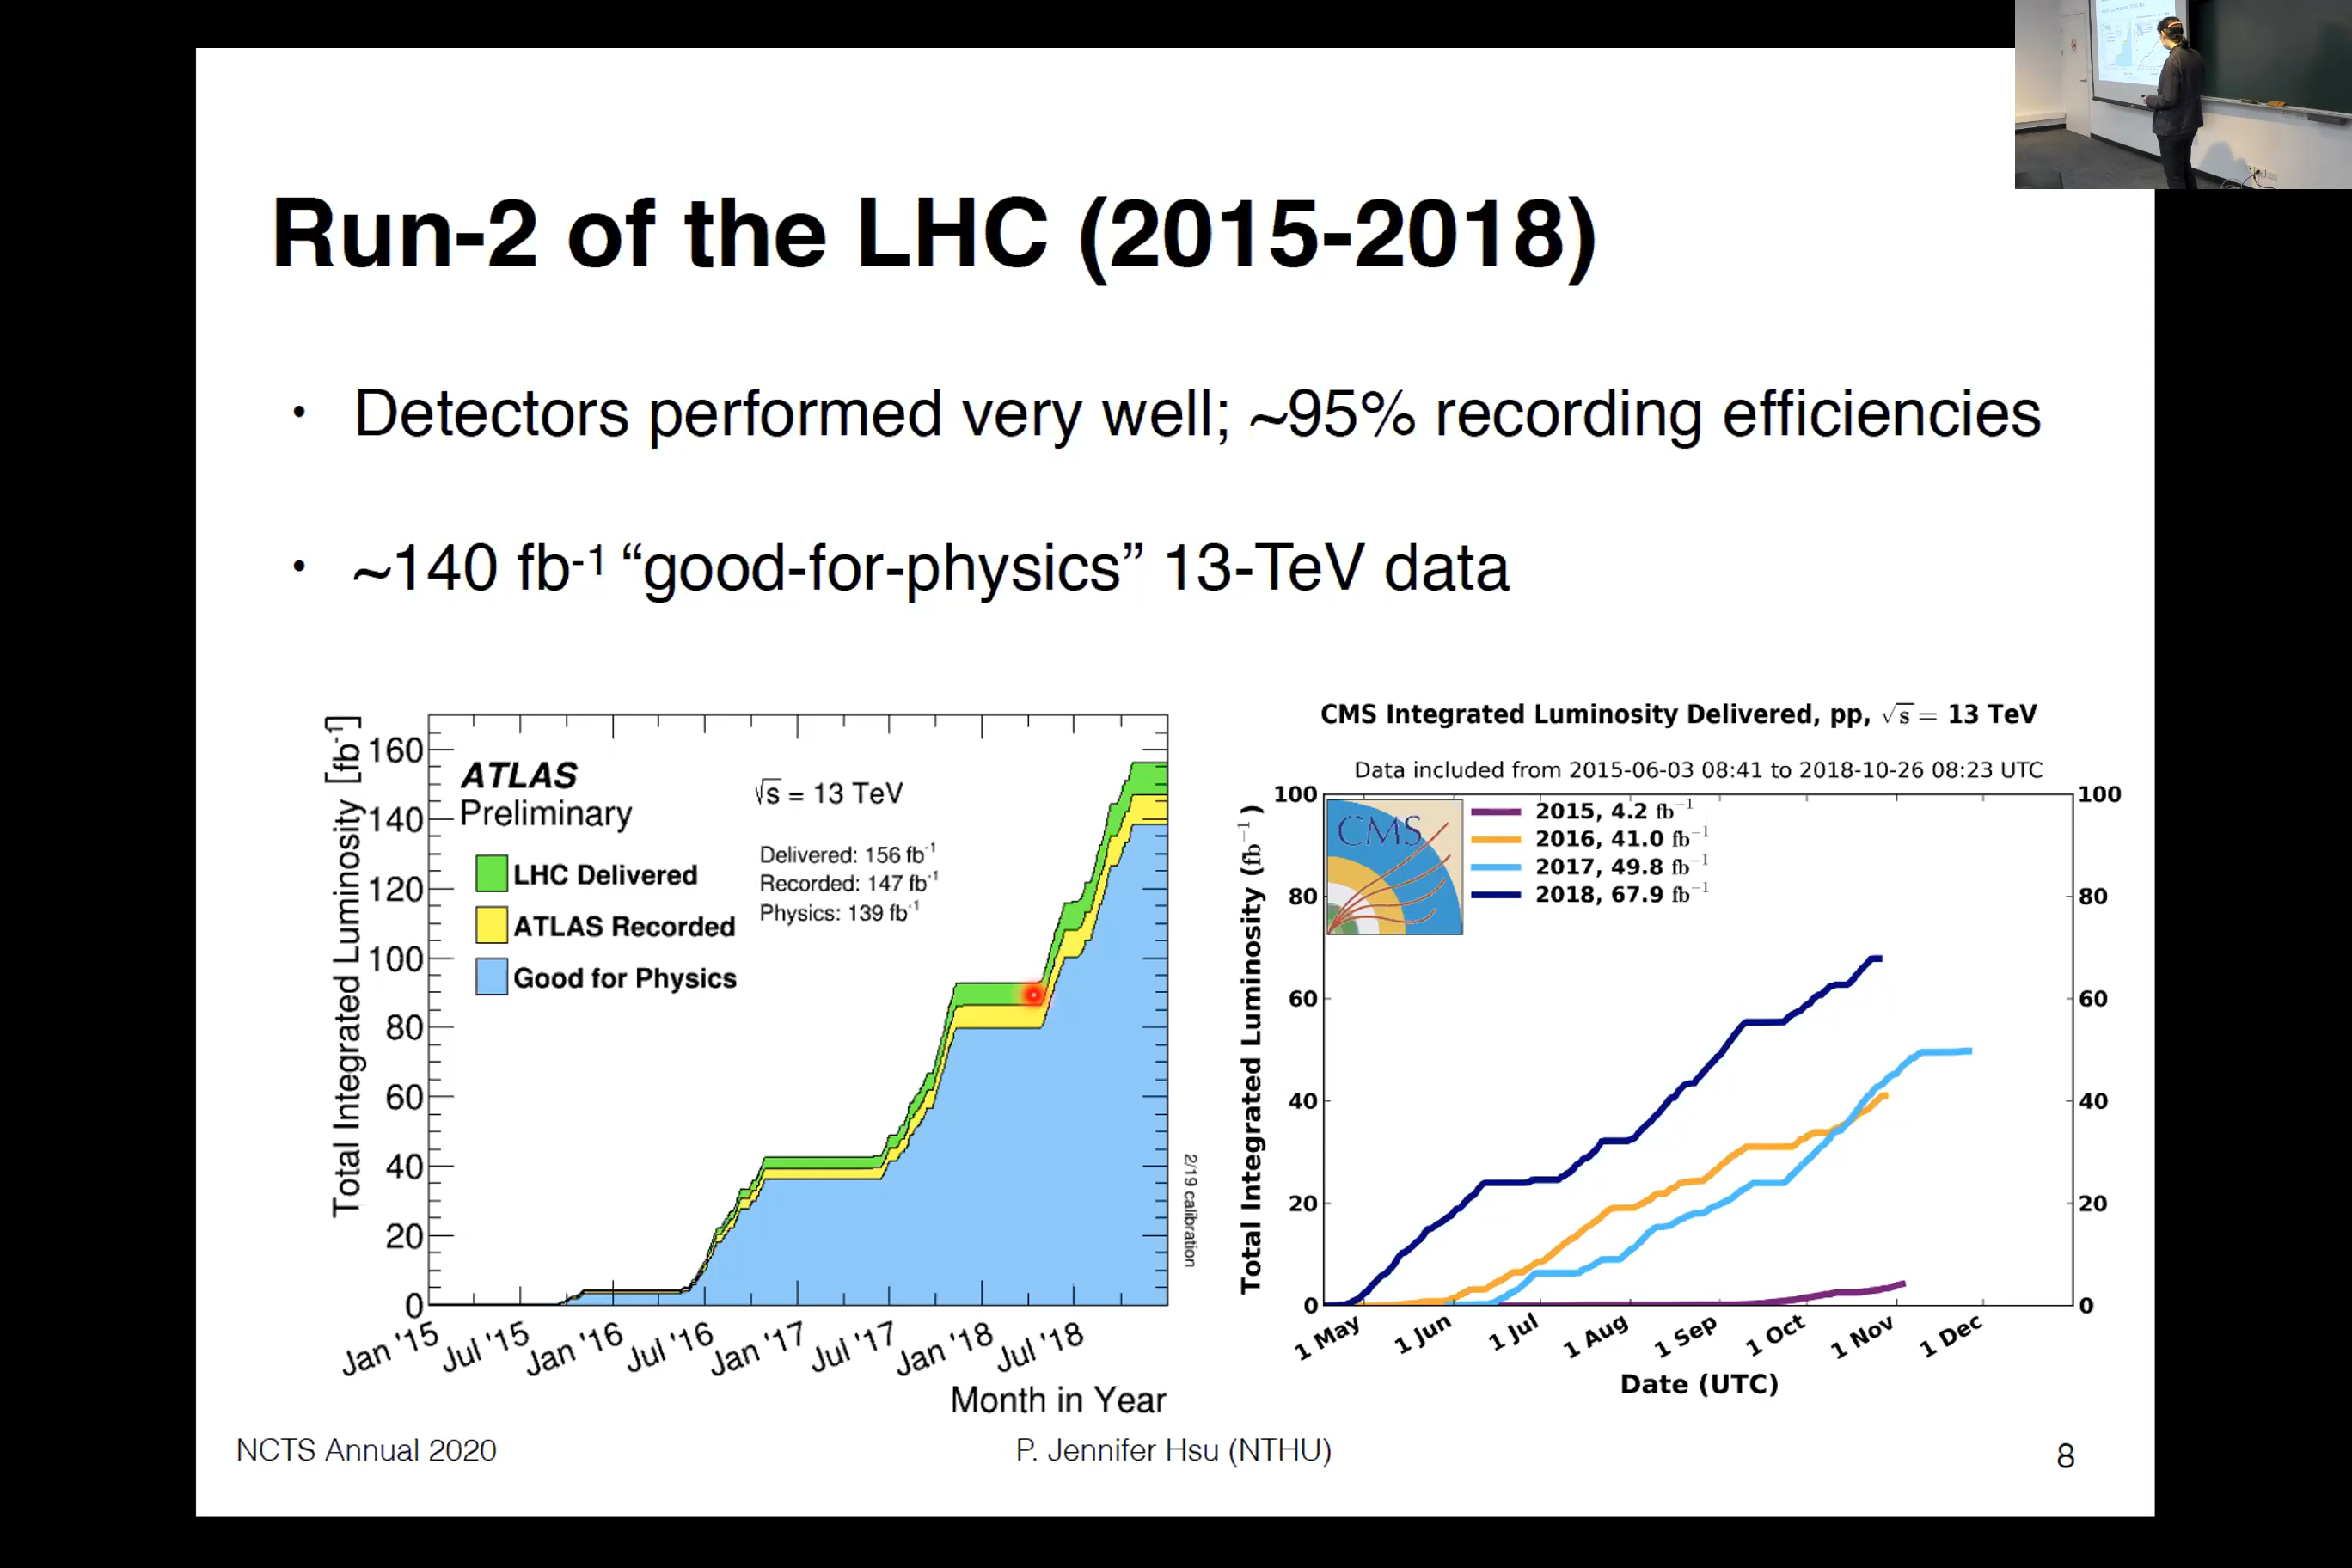 Run-2 of the LHC (2015-2018)
• Detectors performed very well; ~95% recording efficiencies
• ~140 fb⁻¹ “good-for-physics” 13-TeV data
Total Integrated Luminosity [fb⁻¹]
160
140
120
100
80
60
40
20
0
ATLAS
Preliminary
√s = 13 TeV
Delivered: 156 fb⁻¹
Recorded: 147 fb⁻¹
Physics: 139 fb⁻¹
LHC Delivered
ATLAS Recorded
Good for Physics
Jan '15
Jul '15
Jan '16
Jul '16
Jan '17
Jul '17
Jan '18
Jul '18
Month in Year
2/19 calibration
CMS Integrated Luminosity Delivered, pp, √s = 13 TeV
Data included from 2015-06-03 08:41 to 2018-10-26 08:23 UTC
Total Integrated Luminosity (fb⁻¹)
100
80
60
40
20
0
CMS
2015, 4.2 fb⁻¹
2016, 41.0 fb⁻¹
2017, 49.8 fb⁻¹
2018, 67.9 fb⁻¹
100
80
60
40
20
0
1 May
1 Jun
1 Jul
1 Aug
1 Sep
1 Oct
1 Nov
1 Dec
Date (UTC)
NCTS Annual 2020
P. Jennifer Hsu (NTHU)
8